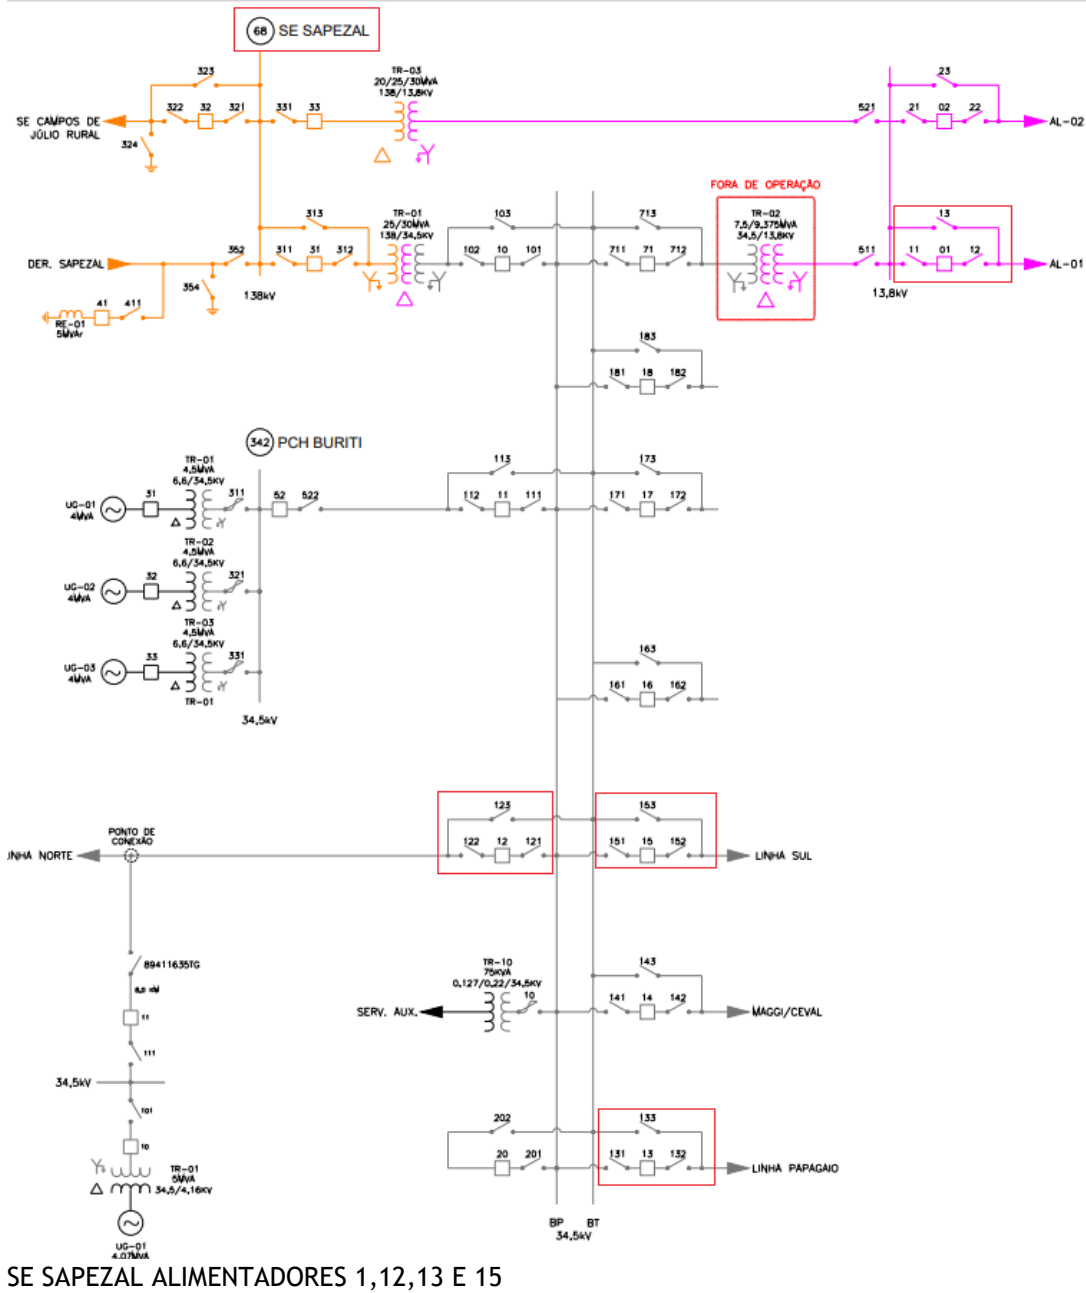 68 SE SAPEZAL
323
322 32 321 331 33
SE CAMPOS DE
JÚLIO RURAL
324
TR-03
20/25/30MVA
138/13,8KV
23
521 21 02 22
AL-02
FORA DE OPERAÇÃO
313
TR-01
25/30MVA
138/34,5KV
103
713
TR-02
7,5/9,375MVA
34,5/13,8KV
13
DER. SAPEZAL
352 311 31 312
102 10 101
711 71 712
511 11 01 12
AL-01
354
138kV
13,8kV
41 411
RE-01
5MVAr
183
181 18 182
342 PCH BURITI
TR-01
4,5MVA
6,6/34,5KV
UG-01
4MVA
31
311
52 522
113
112 11 111
173
171 17 172
TR-02
4,5MVA
6,6/34,5KV
UG-02
4MVA
32
321
TR-03
4,5MVA
6,6/34,5KV
UG-03
4MVA
33
331
TR-01
34,5kV
163
161 16 162
123
122 12 121
153
151 15 152
PONTO DE
CONEXÃO
INHA NORTE
LINHA SUL
89411635TG
11
111
34,5kV
101
10
TR-01
5MVA
34,5/4,16KV
UG-01
4,07MVA
TR-10
75KVA
0,127/0,22/34,5KV
10
SERV. AUX.
143
141 14 142
MAGGI/CEVAL
202
20 201
133
131 13 132
LINHA PAPAGAIO
BP BT
34,5kV
SE SAPEZAL ALIMENTADORES 1,12,13 E 15